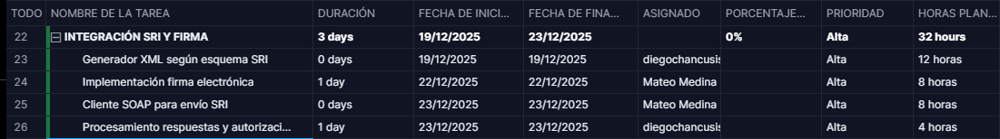 TODO NOMBRE DE LA TAREA DURACIÓN FECHA DE INICI... FECHA DE FINA... ASIGNADO PORCENTAJE... PRIORIDAD HORAS PLAN...
22 INTEGRACIÓN SRI Y FIRMA 3 days 19/12/2025 23/12/2025 0% Alta 32 hours
23 Generador XML según esquema SRI 0 days 19/12/2025 19/12/2025 diegochancusis Alta 12 horas
24 Implementación firma electrónica 1 day 22/12/2025 22/12/2025 Mateo Medina Alta 8 horas
25 Cliente SOAP para envío SRI 0 days 23/12/2025 23/12/2025 Mateo Medina Alta 8 horas
26 Procesamiento respuestas y autorizaci... 1 day 23/12/2025 23/12/2025 diegochancusis Alta 4 horas